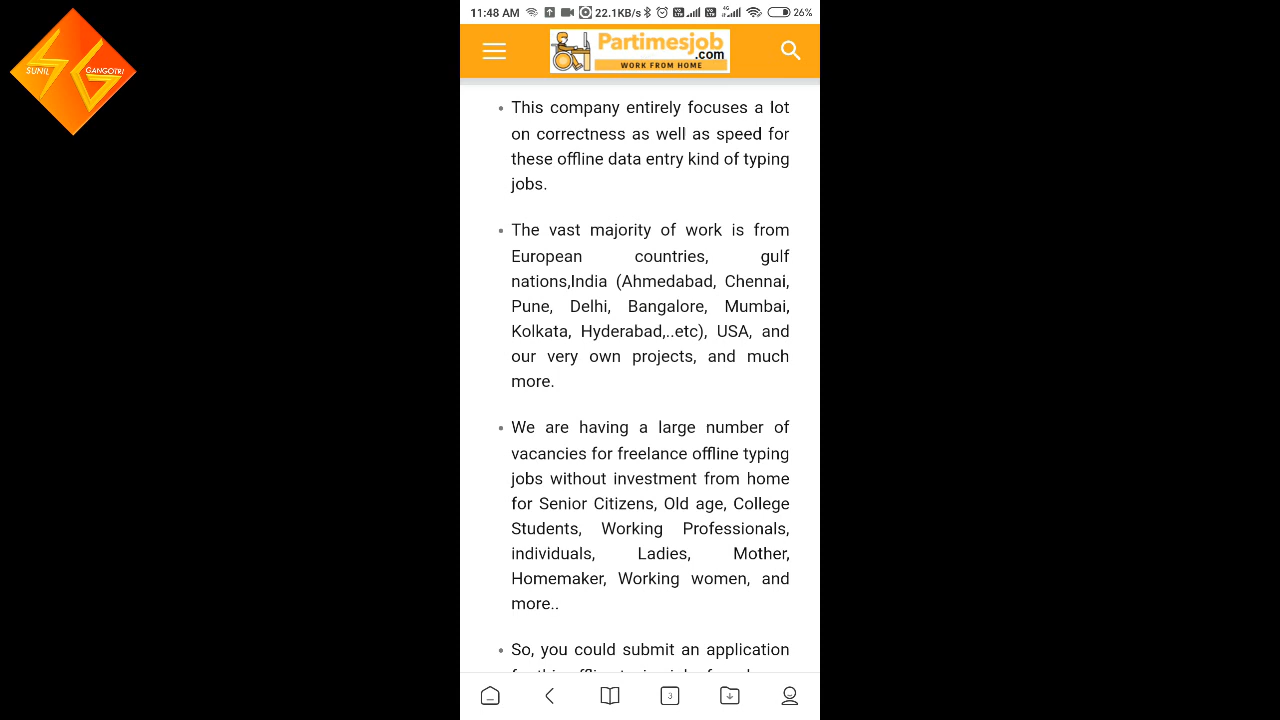 SUNIL GANGOTRI
11:48 AM 22.1KB/s 26%
Partimesjob
.com
WORK FROM HOME
This company entirely focuses a lot
on correctness as well as speed for
these offline data entry kind of typing
jobs.
The vast majority of work is from
European countries, gulf
nations,India (Ahmedabad, Chennai,
Pune, Delhi, Bangalore, Mumbai,
Kolkata, Hyderabad,..etc), USA, and
our very own projects, and much
more.
We are having a large number of
vacancies for freelance offline typing
jobs without investment from home
for Senior Citizens, Old age, College
Students, Working Professionals,
individuals, Ladies, Mother,
Homemaker, Working women, and
more..
So, you could submit an application
3